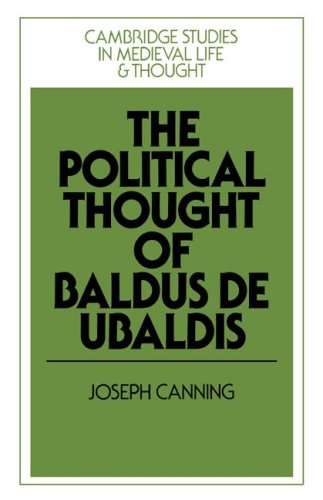 CAMBRIDGE STUDIES
IN MEDIEVAL LIFE
& THOUGHT
THE
POLITICAL
THOUGHT
OF
BALDUS DE
UBALDIS
JOSEPH CANNING